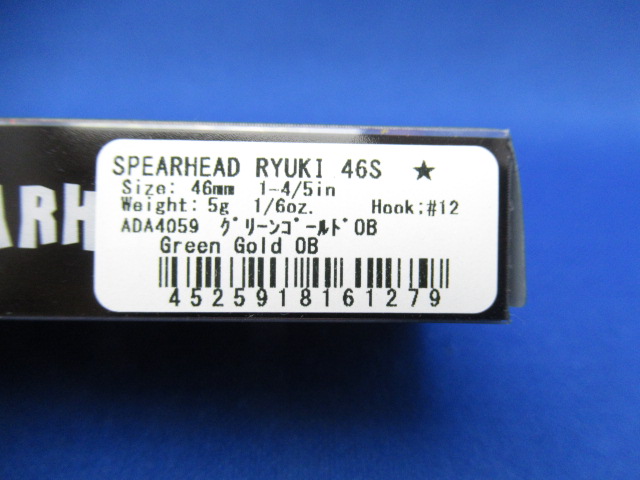 SPEARHEAD RYUKI 46S ★
Size: 46mm 1-4/5in
Weight: 5g 1/6oz. Hook:#12
ADA4059 ｸﾞﾘｰﾝｺﾞｰﾙﾄﾞOB
Green Gold OB
4525918161279
ARH